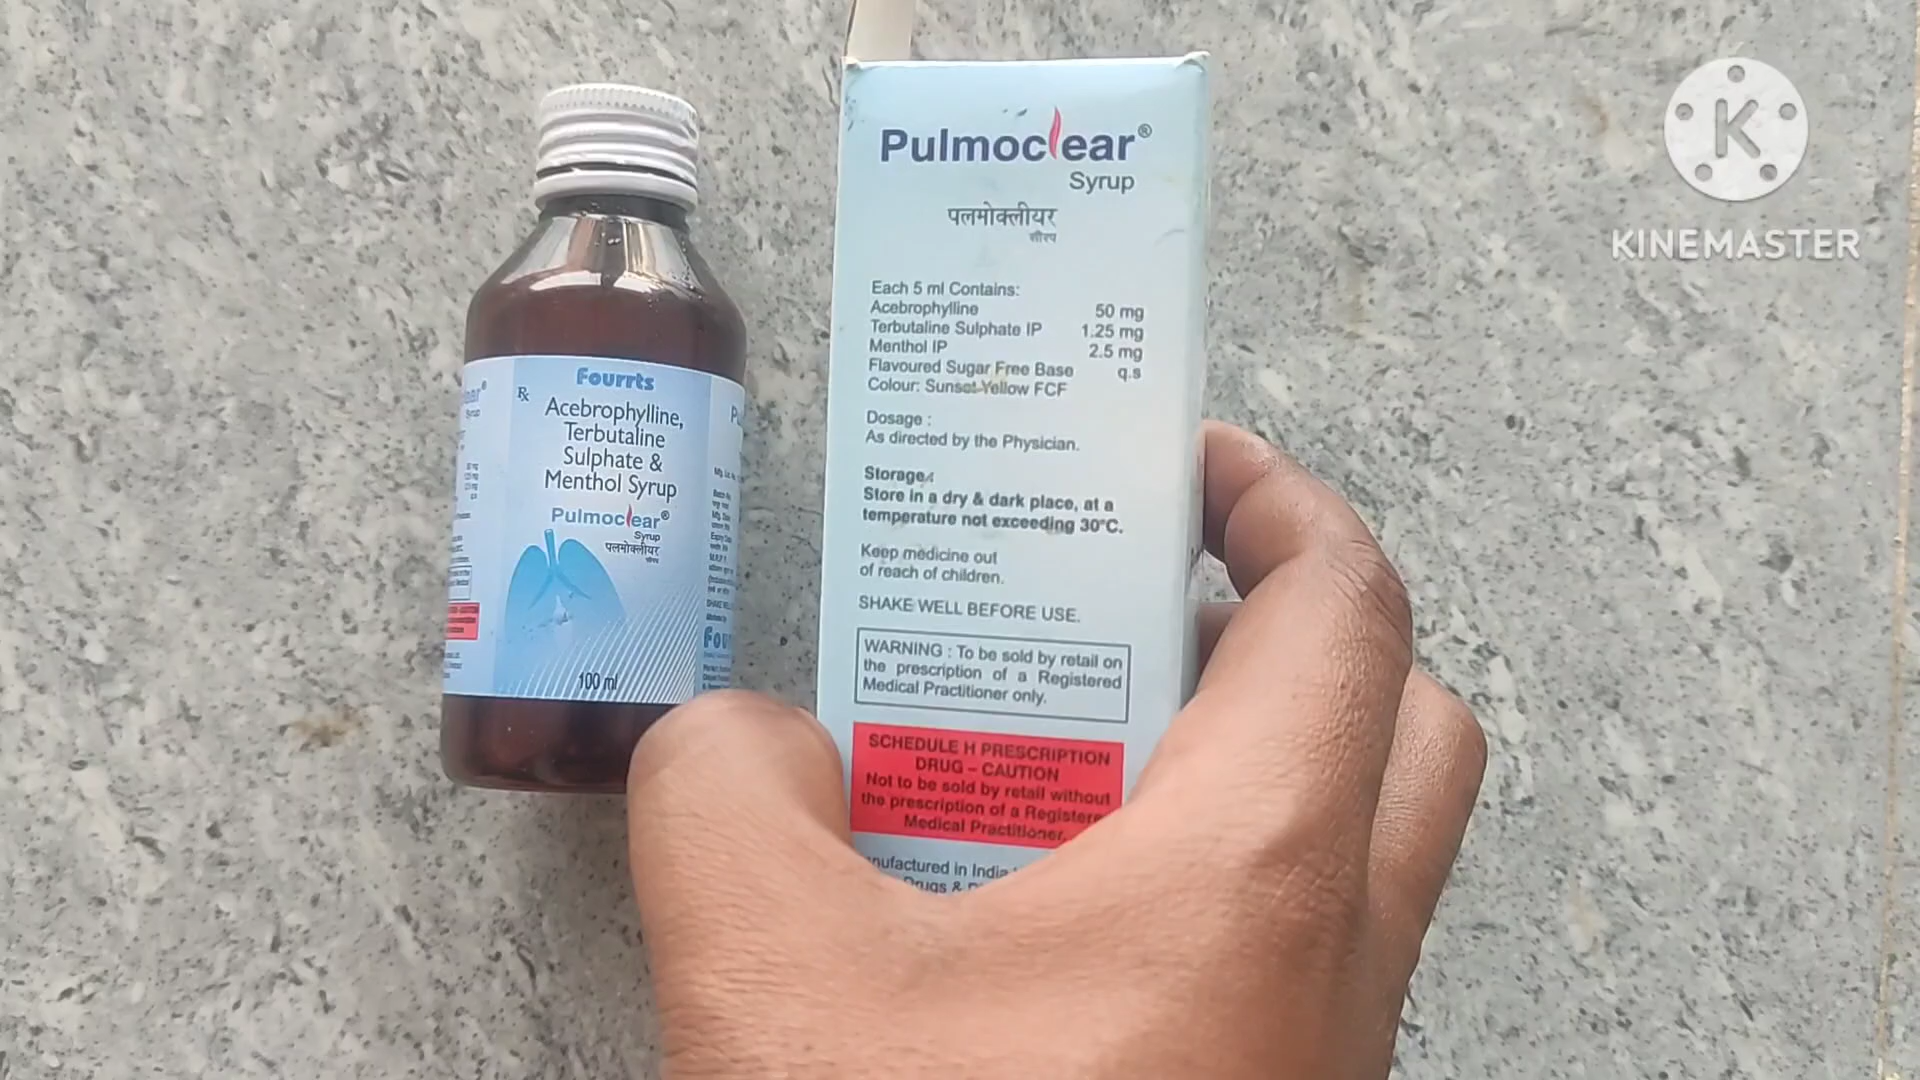 Fourrts
Rx
Acebrophylline,
Terbutaline
Sulphate &
Menthol Syrup
Pulmoclear®
Syrup
पलमोक्लीयर
सीरप
100 ml
Pulmoclear®
Syrup
पलमोक्लीयर
सीरप
Each 5 ml Contains:
Acebrophylline 50 mg
Terbutaline Sulphate IP 1.25 mg
Menthol IP 2.5 mg
Flavoured Sugar Free Base q.s
Colour: Sunset Yellow FCF
Dosage :
As directed by the Physician.
Storage:
Store in a dry & dark place, at a
temperature not exceeding 30°C.
Keep medicine out
of reach of children.
SHAKE WELL BEFORE USE.
WARNING : To be sold by retail on
the prescription of a Registered
Medical Practitioner only.
SCHEDULE H PRESCRIPTION
DRUG – CAUTION
Not to be sold by retail without
the prescription of a Registere
Medical Practitioner.
nufactured in India
Drugs &
K
KINEMASTER